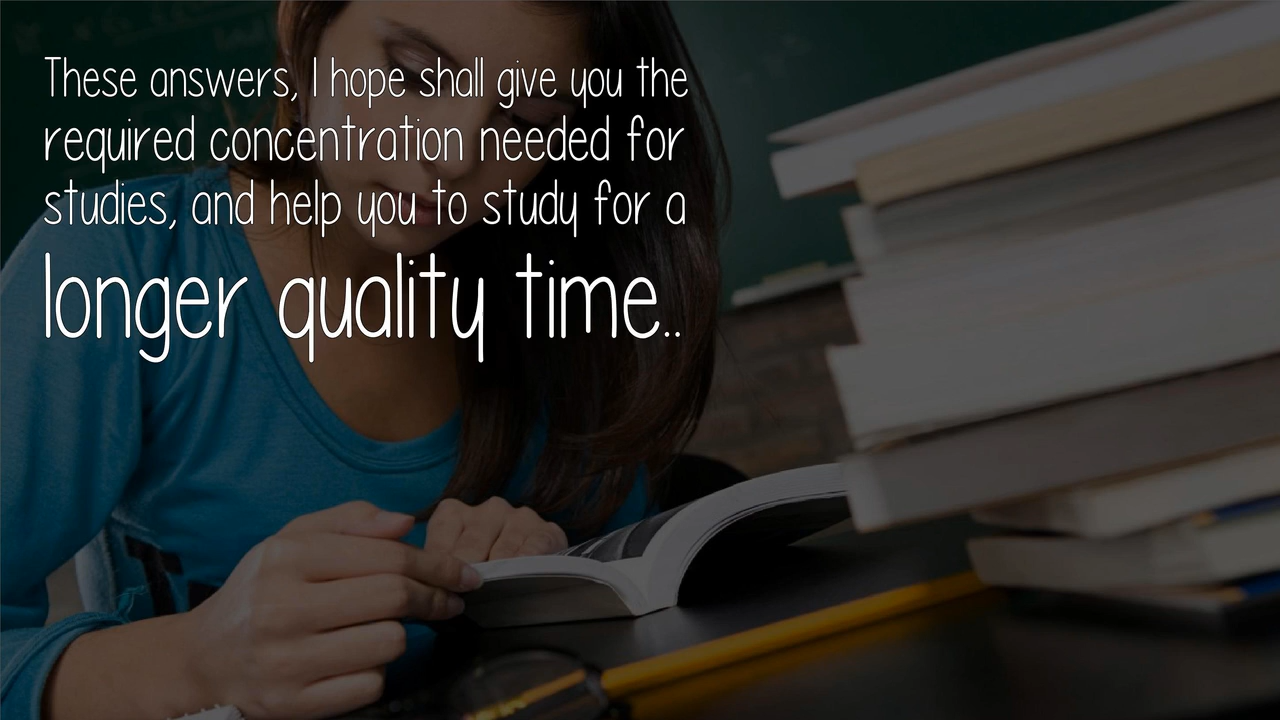 These answers, I hope shall give you the
required concentration needed for
studies, and help you to study for a
longer quality time..